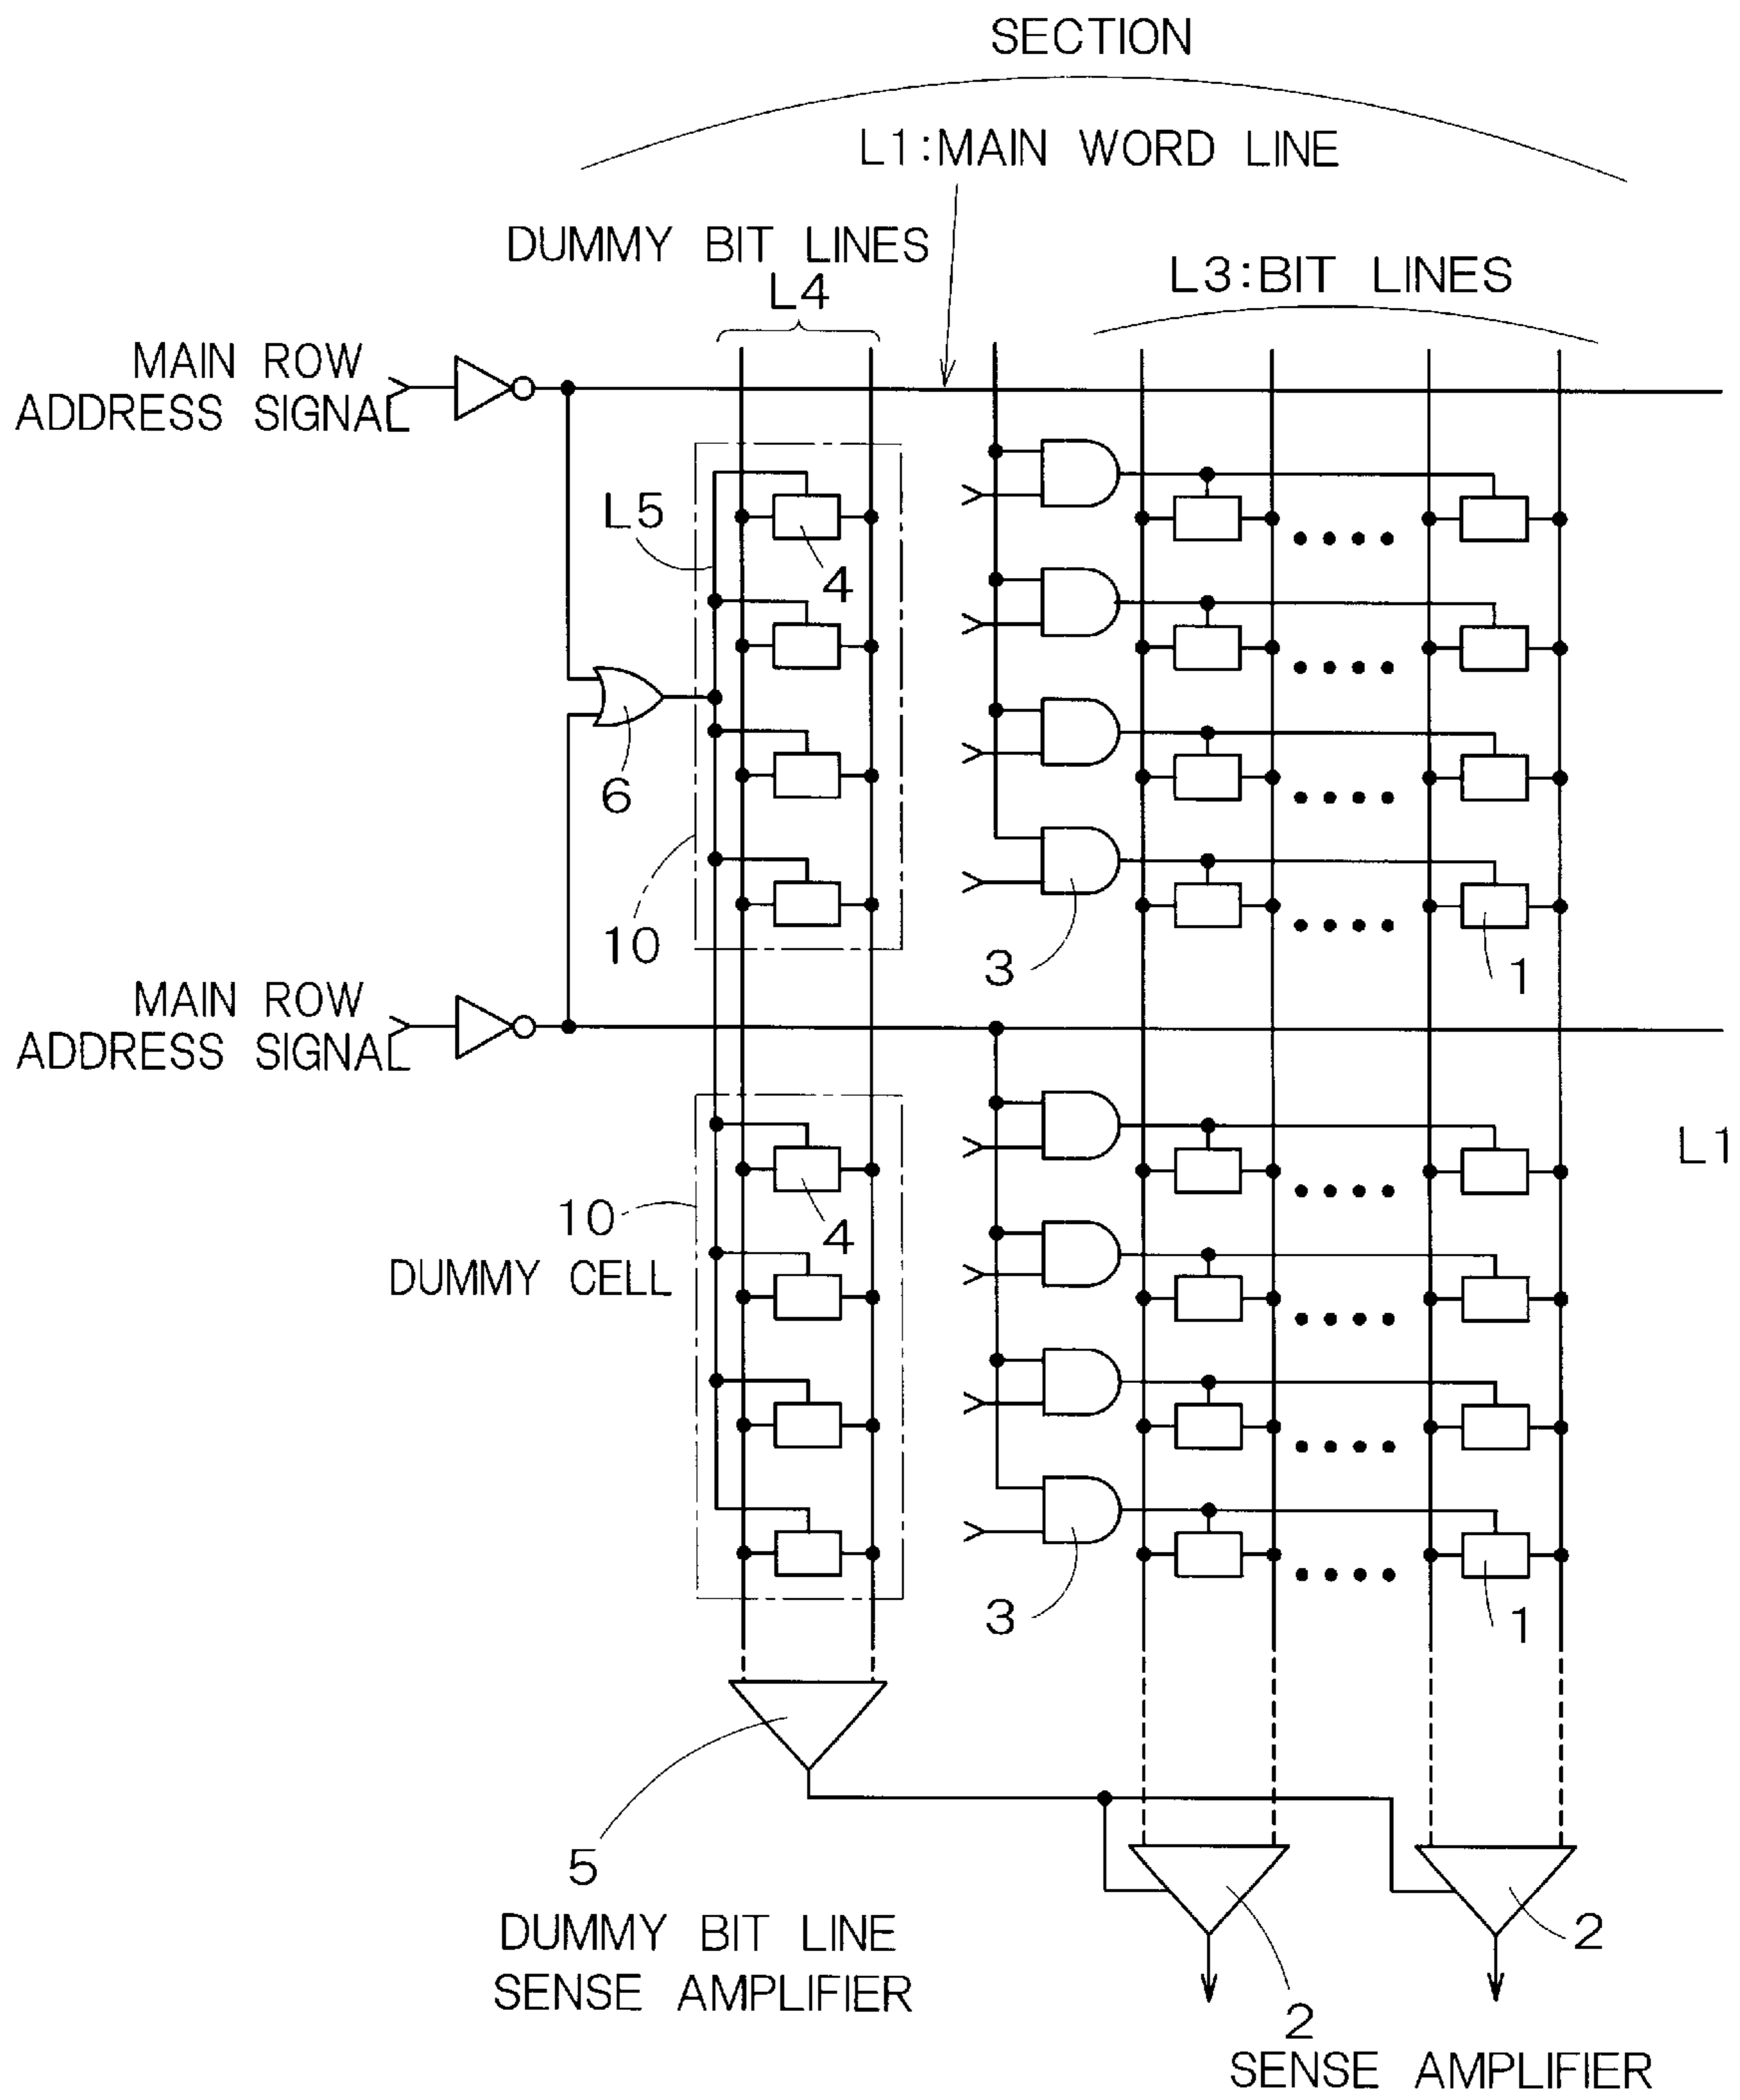 SECTION
L1:MAIN WORD LINE
DUMMY BIT LINES
L4
L3:BIT LINES
MAIN ROW
ADDRESS SIGNAL
L5
4
6
10
3
1
MAIN ROW
ADDRESS SIGNAL
L1
10
4
DUMMY CELL
3
1
5
DUMMY BIT LINE
SENSE AMPLIFIER
2
2
SENSE AMPLIFIER